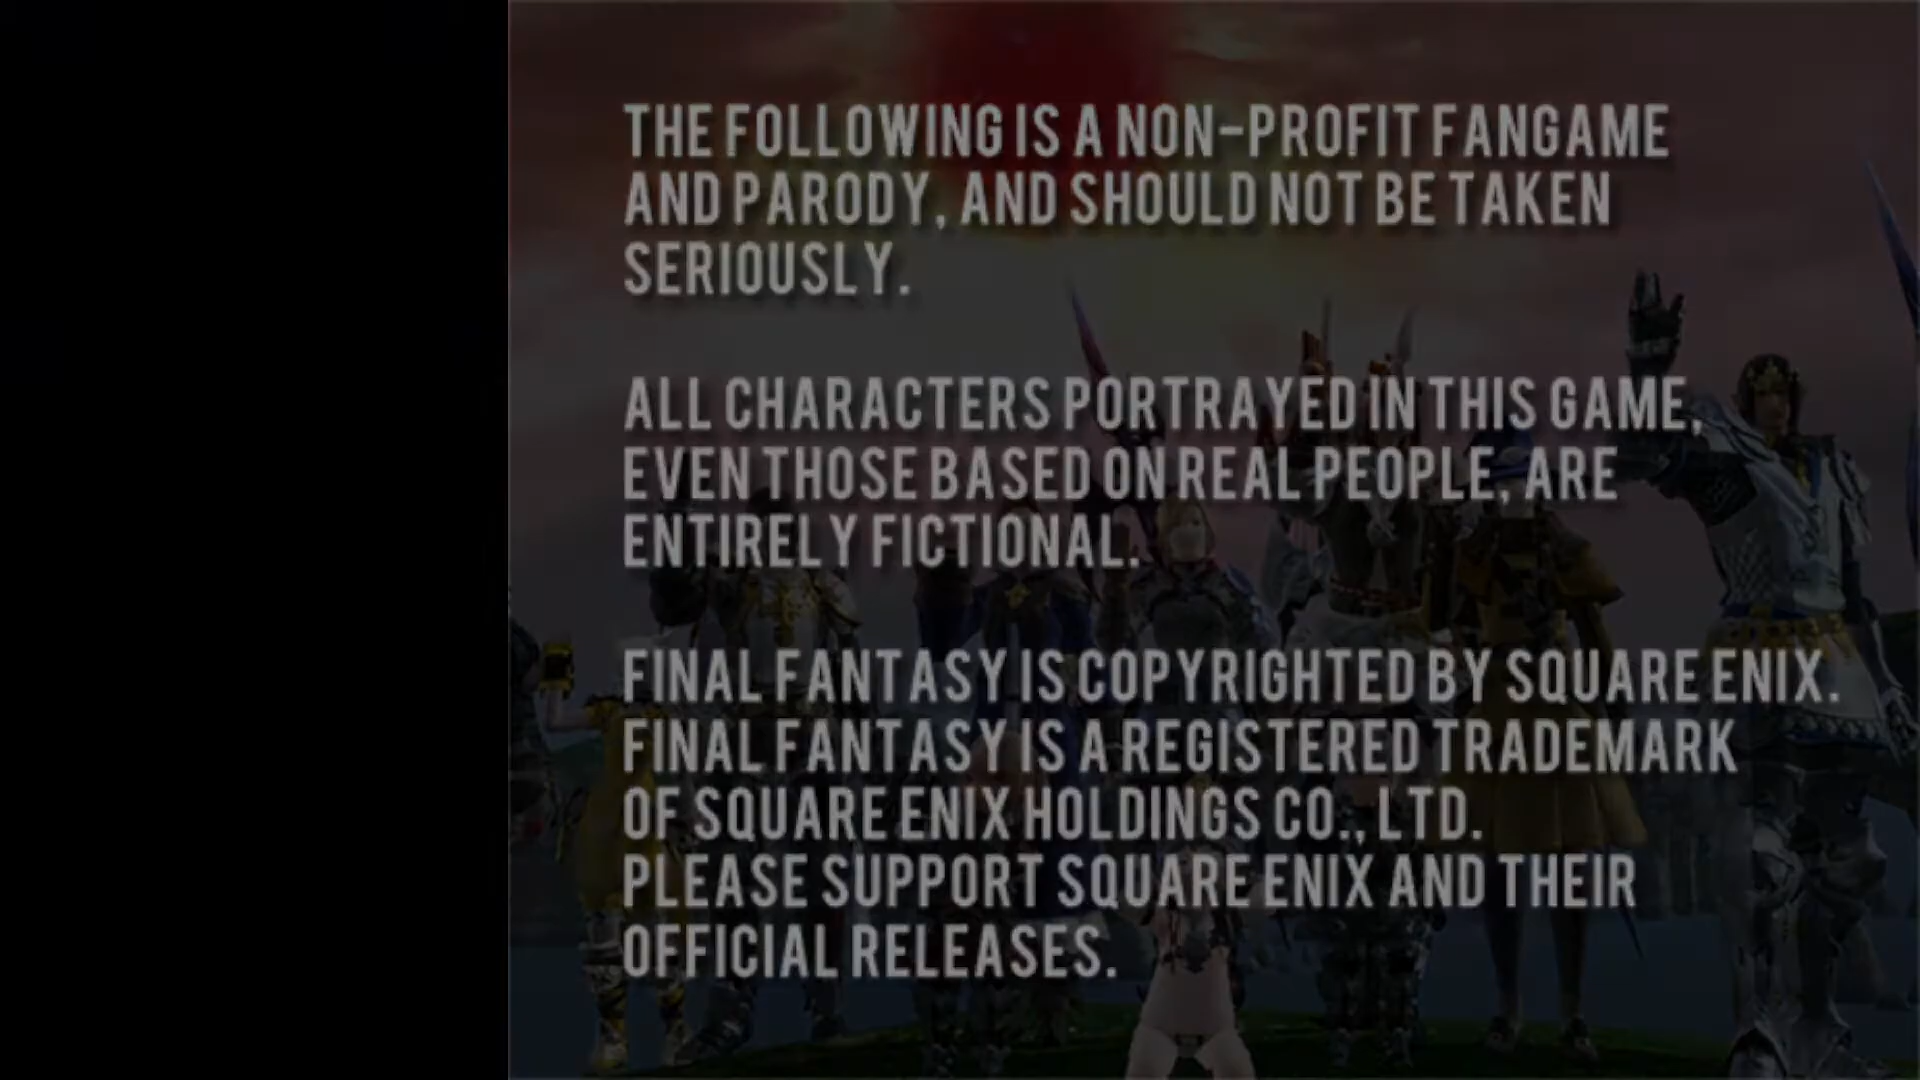 THE FOLLOWING IS A NON-PROFIT FANGAME
AND PARODY, AND SHOULD NOT BE TAKEN
SERIOUSLY.
ALL CHARACTERS PORTRAYED IN THIS GAME,
EVEN THOSE BASED ON REAL PEOPLE, ARE
ENTIRELY FICTIONAL.
FINAL FANTASY IS COPYRIGHTED BY SQUARE ENIX.
FINAL FANTASY IS A REGISTERED TRADEMARK
OF SQUARE ENIX HOLDINGS CO., LTD.
PLEASE SUPPORT SQUARE ENIX AND THEIR
OFFICIAL RELEASES.